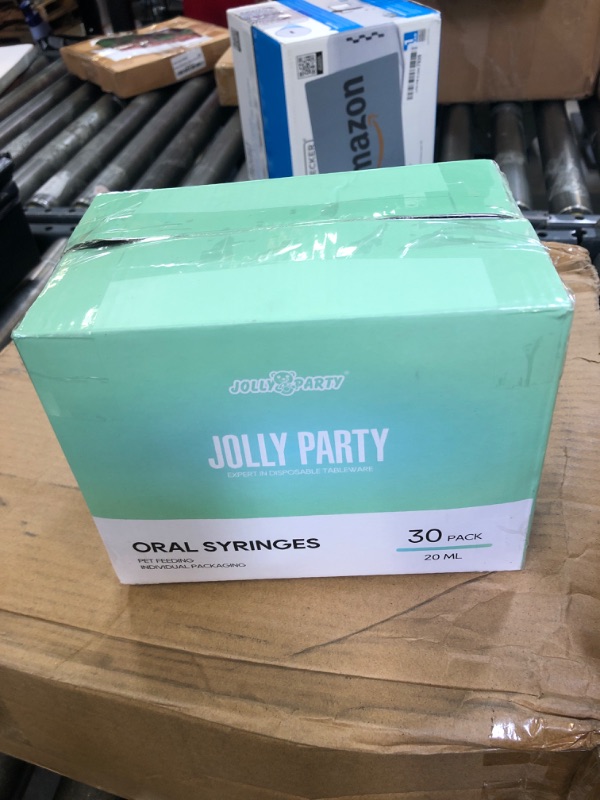 amazon
JOLLY PARTY
JOLLY PARTY
EXPERT IN DISPOSABLE TABLEWARE
ORAL SYRINGES
PET FEEDING
INDIVIDUAL PACKAGING
30 PACK
20 ML